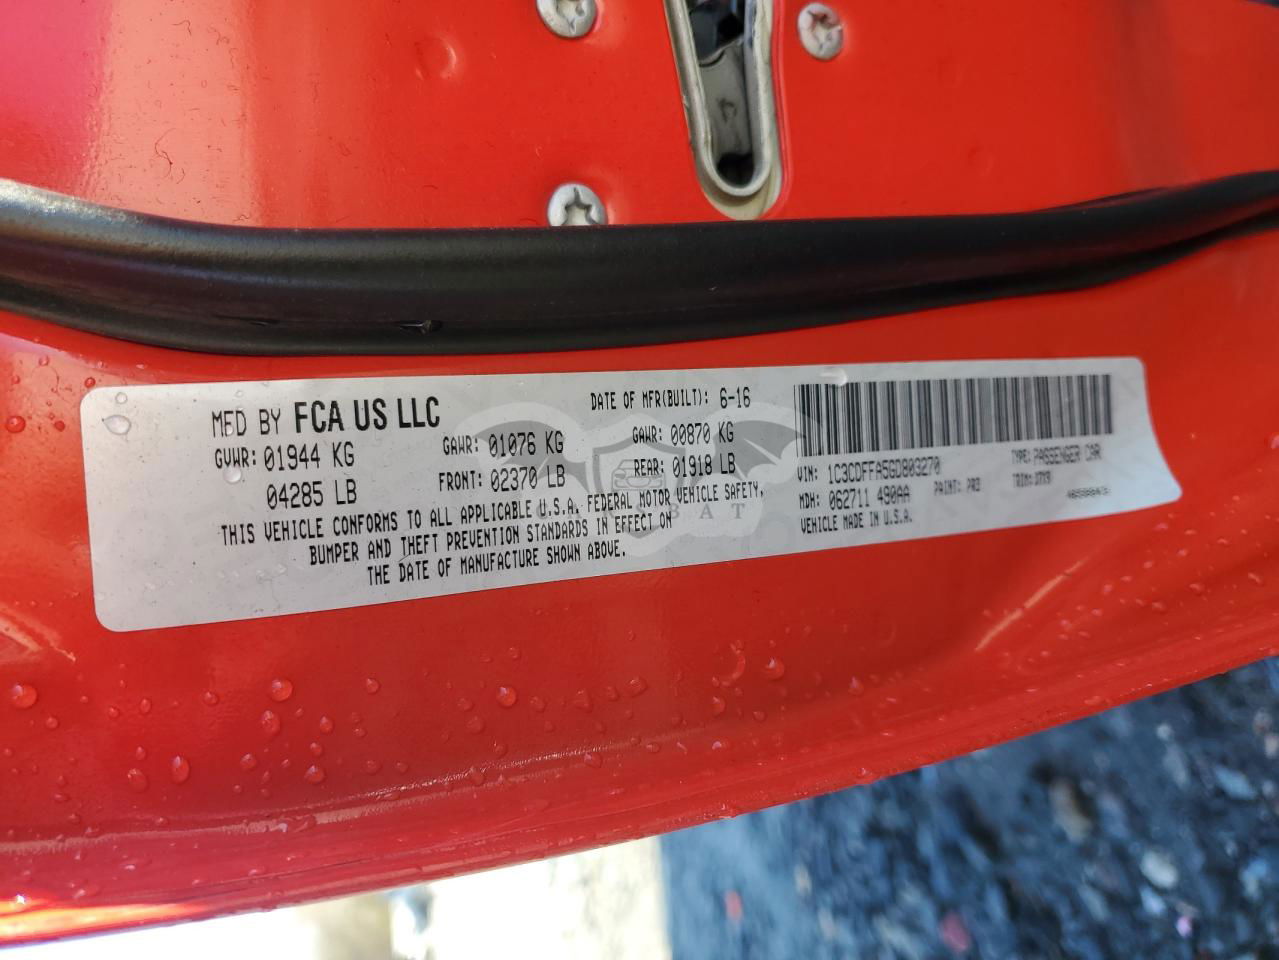 MFD BY FCA US LLC DATE OF MFR(BUILT): 6-16
GVWR: 01944 KG GAWR: 01076 KG GAWR: 00870 KG
04285 LB FRONT: 02370 LB REAR: 01918 LB
THIS VEHICLE CONFORMS TO ALL APPLICABLE U.S.A. FEDERAL MOTOR VEHICLE SAFETY,
BUMPER AND THEFT PREVENTION STANDARDS IN EFFECT ON
THE DATE OF MANUFACTURE SHOWN ABOVE.
VIN: 1C3CDFFA5GD803270 TYPE: PASSENGER CAR
MDH: 062711 490AA PAINT: PR3 TRIM:
VEHICLE MADE IN U.S.A.